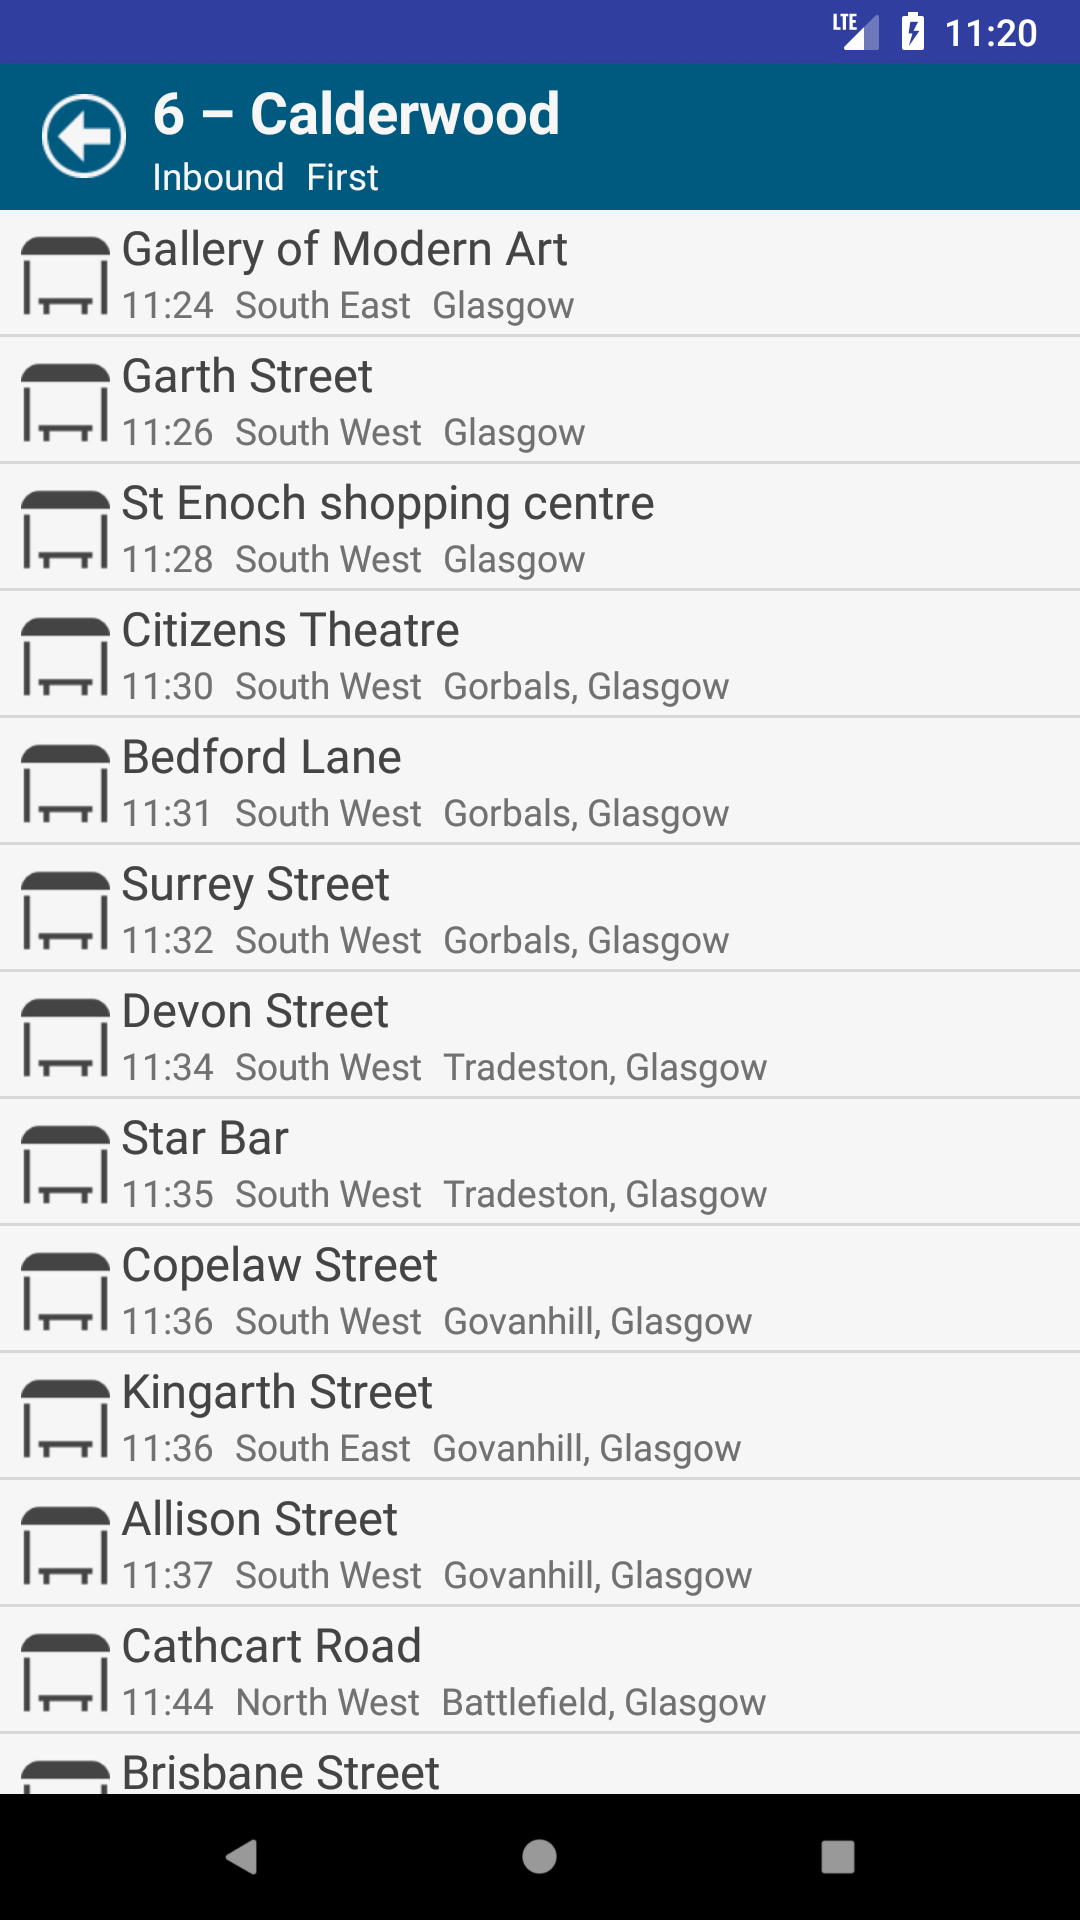 LTE 11:20
6 – Calderwood
Inbound First
Gallery of Modern Art
11:24 South East Glasgow
Garth Street
11:26 South West Glasgow
St Enoch shopping centre
11:28 South West Glasgow
Citizens Theatre
11:30 South West Gorbals, Glasgow
Bedford Lane
11:31 South West Gorbals, Glasgow
Surrey Street
11:32 South West Gorbals, Glasgow
Devon Street
11:34 South West Tradeston, Glasgow
Star Bar
11:35 South West Tradeston, Glasgow
Copelaw Street
11:36 South West Govanhill, Glasgow
Kingarth Street
11:36 South East Govanhill, Glasgow
Allison Street
11:37 South West Govanhill, Glasgow
Cathcart Road
11:44 North West Battlefield, Glasgow
Brisbane Street